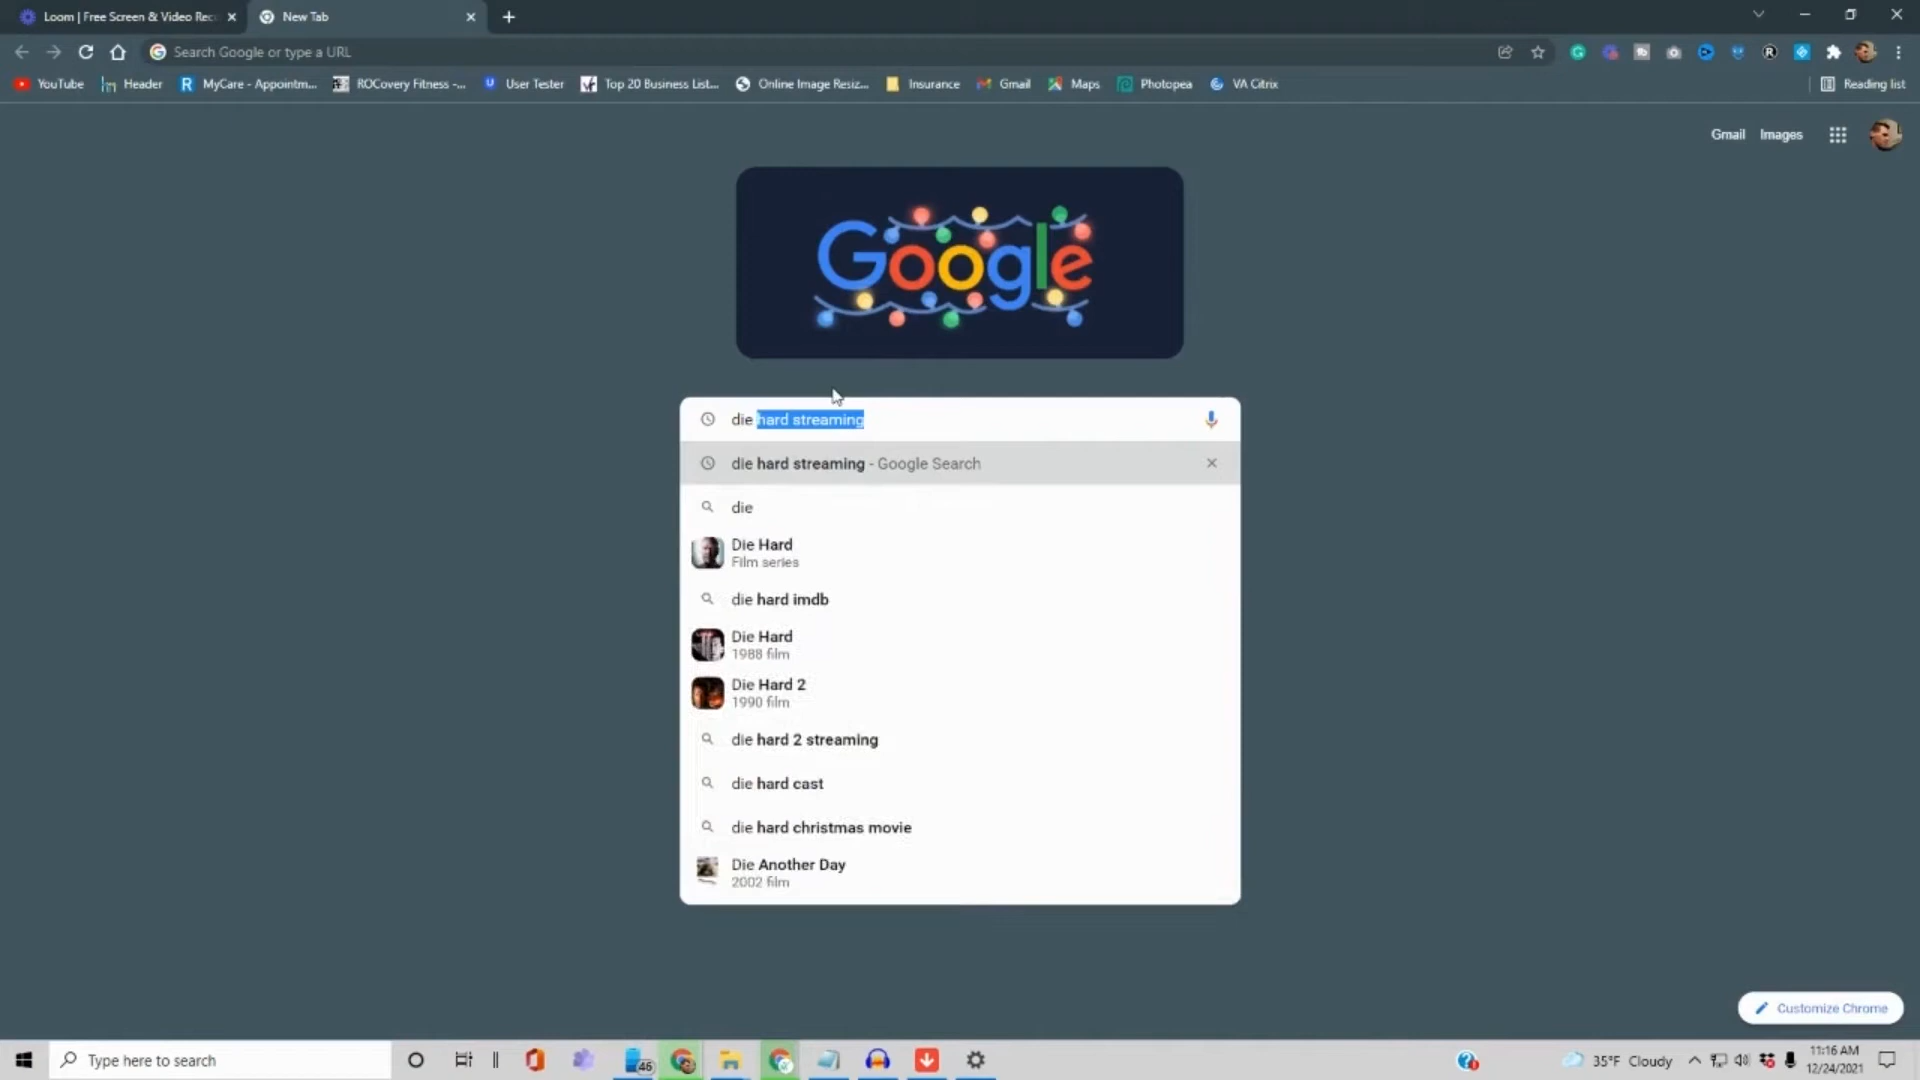 Loom | Free Screen & Video Rec
New Tab
Search Google or type a URL
YouTube
Header
MyCare - Appointm...
ROCovery Fitness -...
User Tester
Top 20 Business List...
Online Image Resiz...
Insurance
Gmail
Maps
Photopea
VA Citrix
Reading list
Gmail
Images
Google
die hard streaming
die hard streaming - Google Search
die
Die Hard
Film series
die hard imdb
Die Hard
1988 film
Die Hard 2
1990 film
die hard 2 streaming
die hard cast
die hard christmas movie
Die Another Day
2002 film
Customize Chrome
Type here to search
46
35°F Cloudy
11:16 AM
12/24/2021